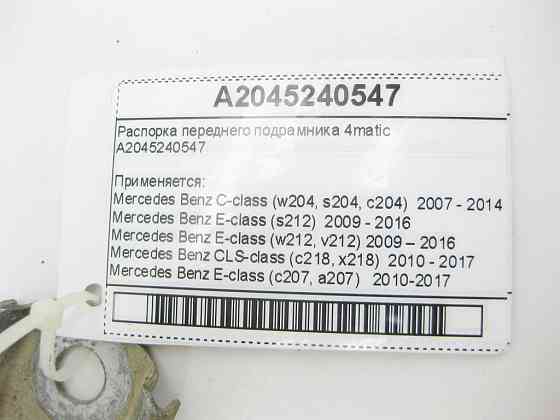 A2045240547
Распорка переднего подрамника 4matic
A2045240547
Применяется:
Mercedes Benz C-class (w204, s204, c204)  2007 - 2014
Mercedes Benz E-class (s212)  2009 - 2016
Mercedes Benz E-class (w212, v212) 2009 – 2016
Mercedes Benz CLS-class (c218, x218)  2010 - 2017
Mercedes Benz E-class (c207, a207)   2010-2017